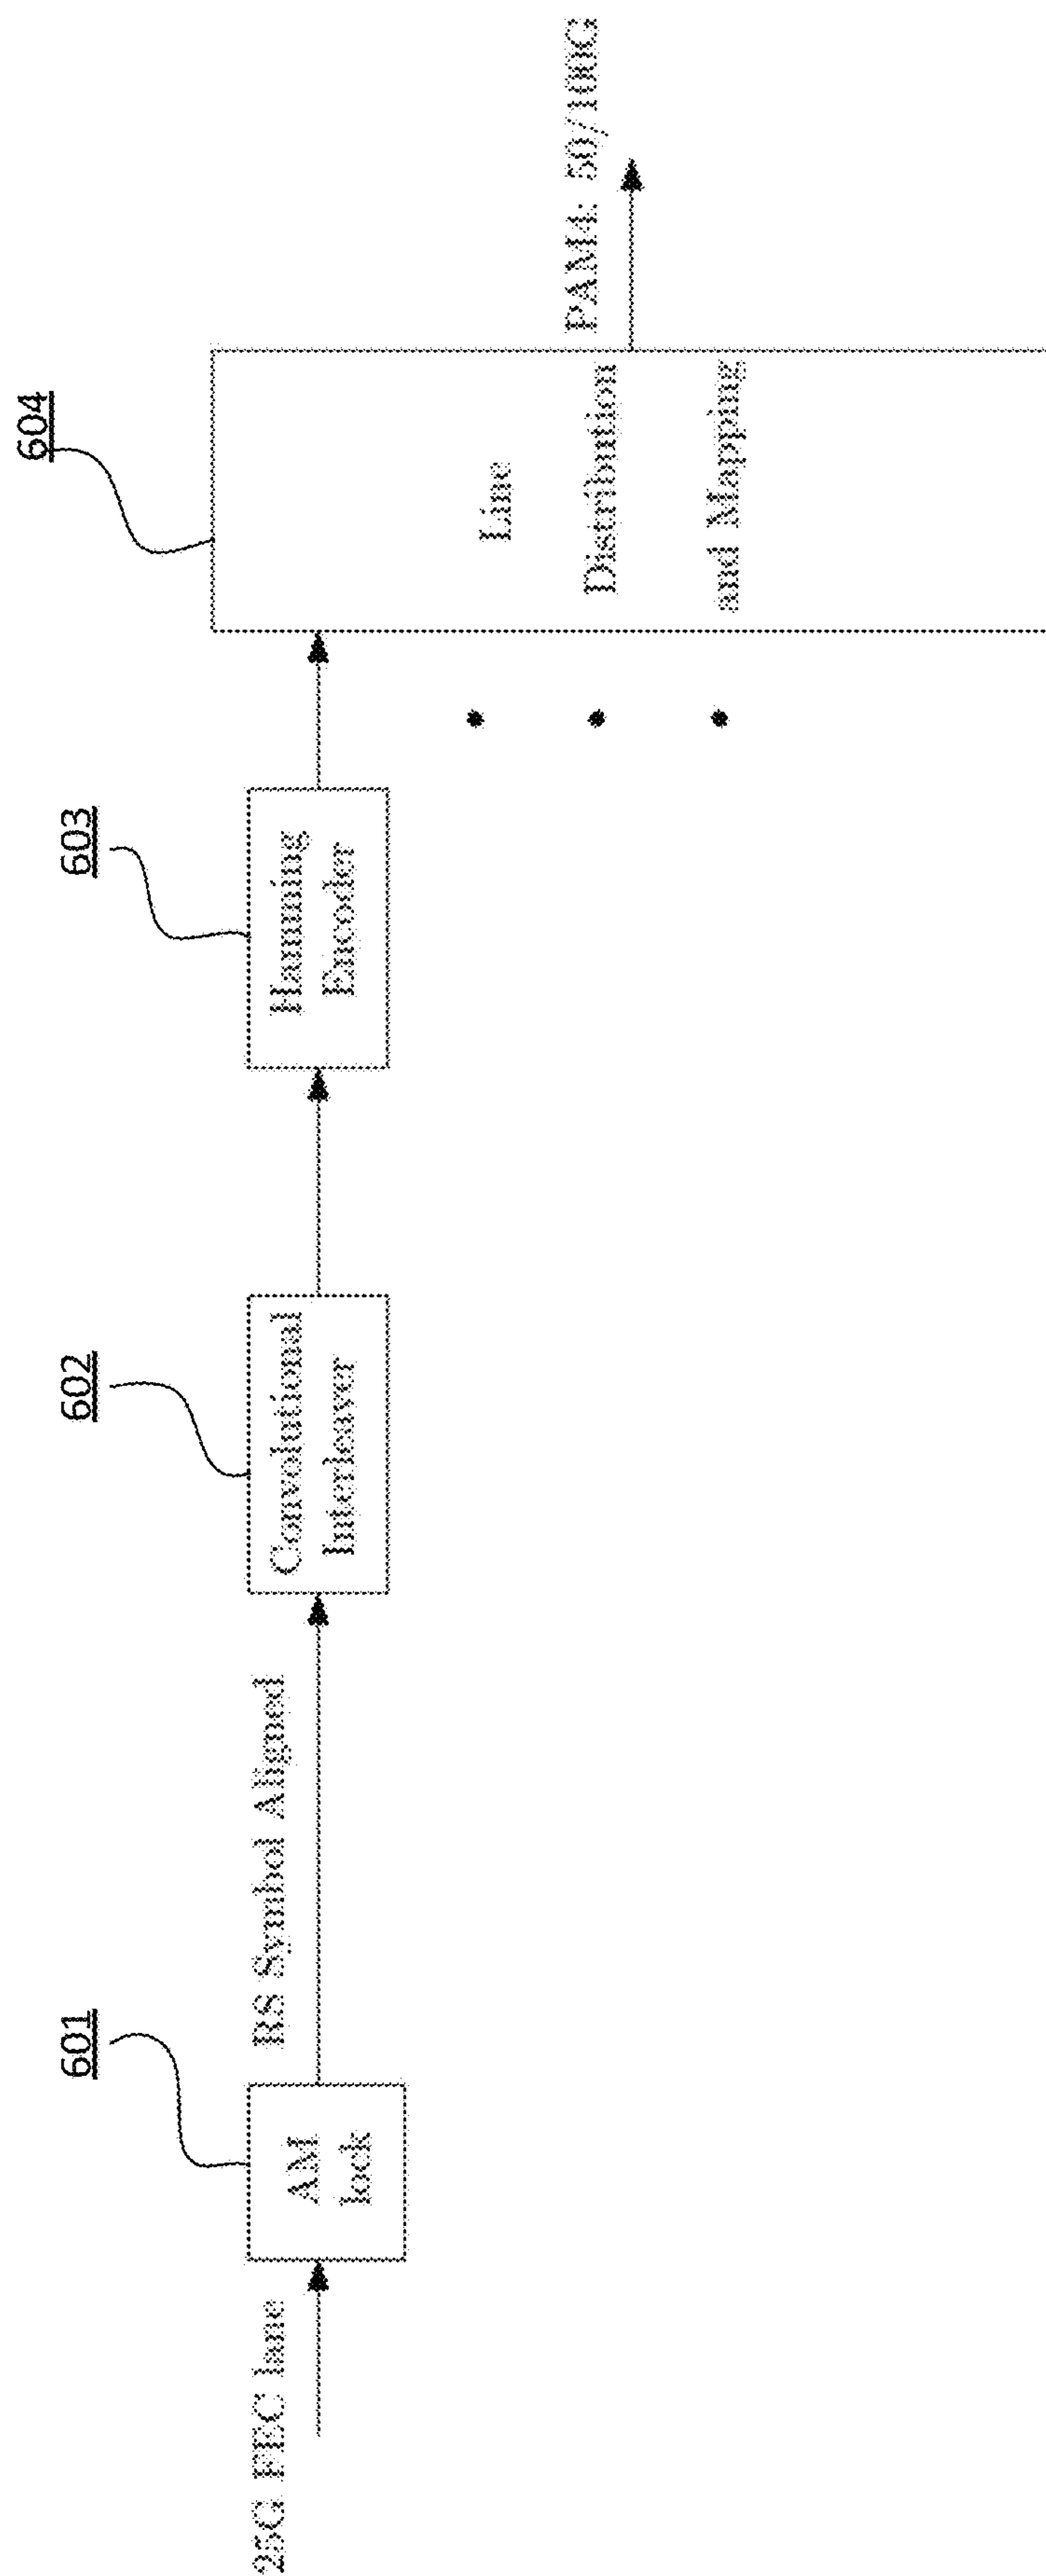 25G FEC lane
601
AM
lock
RS Symbol Aligned
602
Convolutional
Interleaver
603
Hamming
Encoder
604
Line
Distribution
and Mapping
PAM4: 50/100G